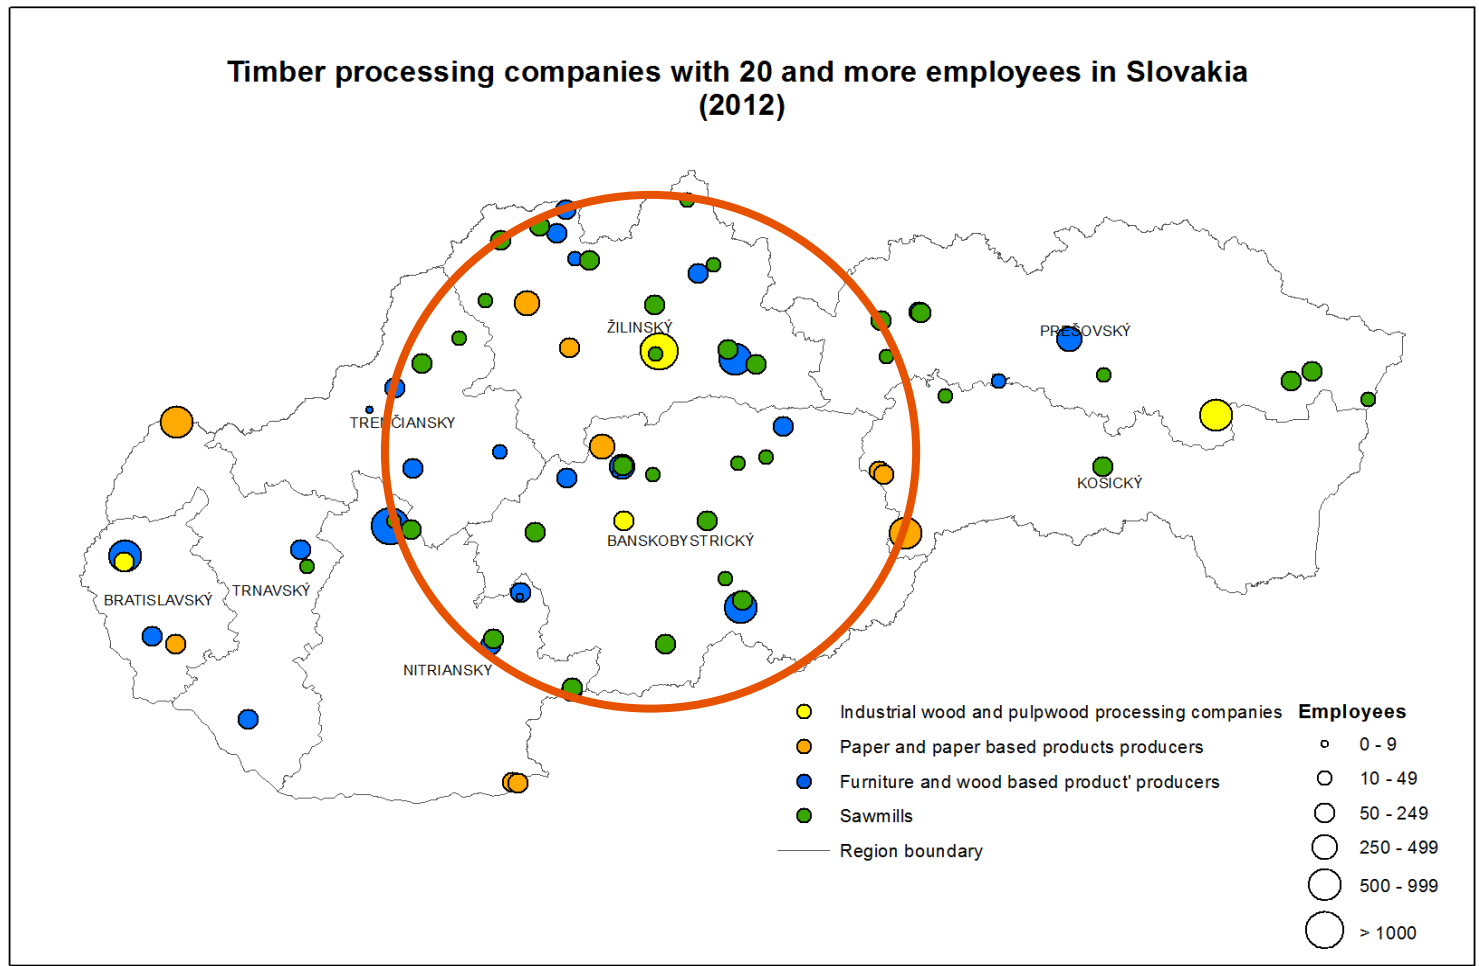 Timber processing companies with 20 and more employees in Slovakia
(2012)
ŽILINSKÝ
PREŠOVSKÝ
TRENČIANSKY
KOŠICKÝ
BANSKOBYSTRICKÝ
TRNAVSKÝ
BRATISLAVSKÝ
NITRIANSKY
Industrial wood and pulpwood processing companies
Paper and paper based products producers
Furniture and wood based product' producers
Sawmills
Region boundary
Employees
0 - 9
10 - 49
50 - 249
250 - 499
500 - 999
> 1000